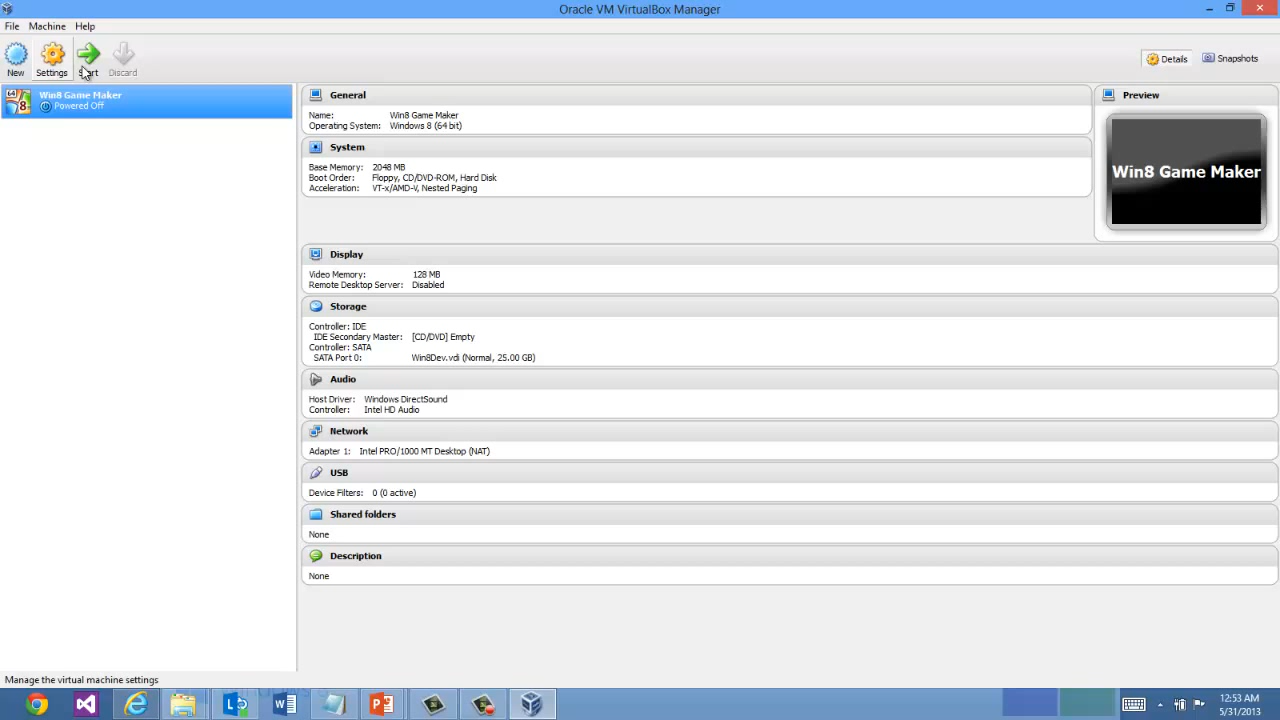 Oracle VM VirtualBox Manager
File Machine Help
New Settings Start Discard
Details Snapshots
64 8
Win8 Game Maker
Powered Off
General
Name: Win8 Game Maker
Operating System: Windows 8 (64 bit)
System
Base Memory: 2048 MB
Boot Order: Floppy, CD/DVD-ROM, Hard Disk
Acceleration: VT-x/AMD-V, Nested Paging
Preview
Win8 Game Maker
Display
Video Memory: 128 MB
Remote Desktop Server: Disabled
Storage
Controller: IDE
IDE Secondary Master: [CD/DVD] Empty
Controller: SATA
SATA Port 0: Win8Dev.vdi (Normal, 25.00 GB)
Audio
Host Driver: Windows DirectSound
Controller: Intel HD Audio
Network
Adapter 1: Intel PRO/1000 MT Desktop (NAT)
USB
Device Filters: 0 (0 active)
Shared folders
None
Description
None
Manage the virtual machine settings
12:53 AM
5/31/2013